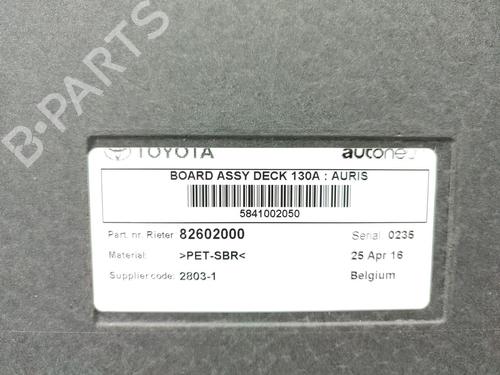 B-PARTS
TOYOTA autoneu
BOARD ASSY DECK 130A : AURIS
5841002050
Part. nr. Rieter 82602000 Serial: 0235
Material: >PET-SBR< 25 Apr 16
Supplier code: 2803-1 Belgium